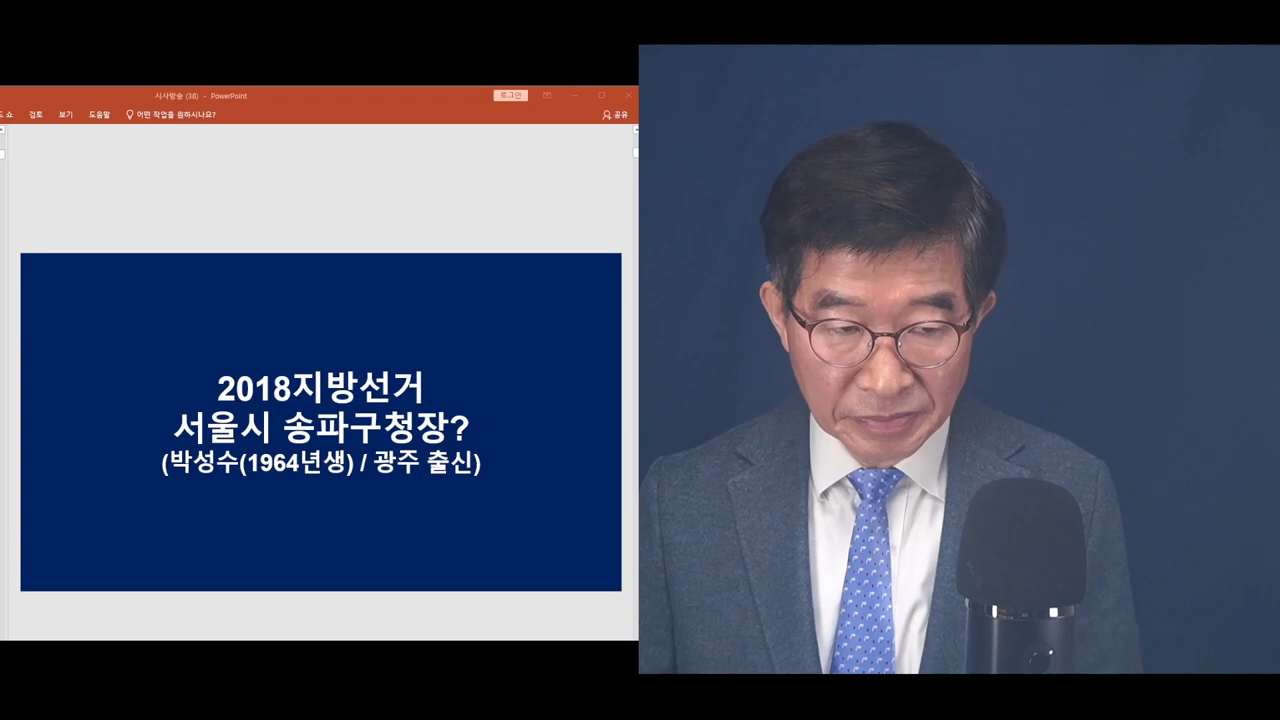 시사방송 (38) - PowerPoint
로그인
드 쇼 검토 보기 도움말 어떤 작업을 원하시나요? 공유
2018지방선거
서울시 송파구청장?
(박성수(1964년생) / 광주 출신)